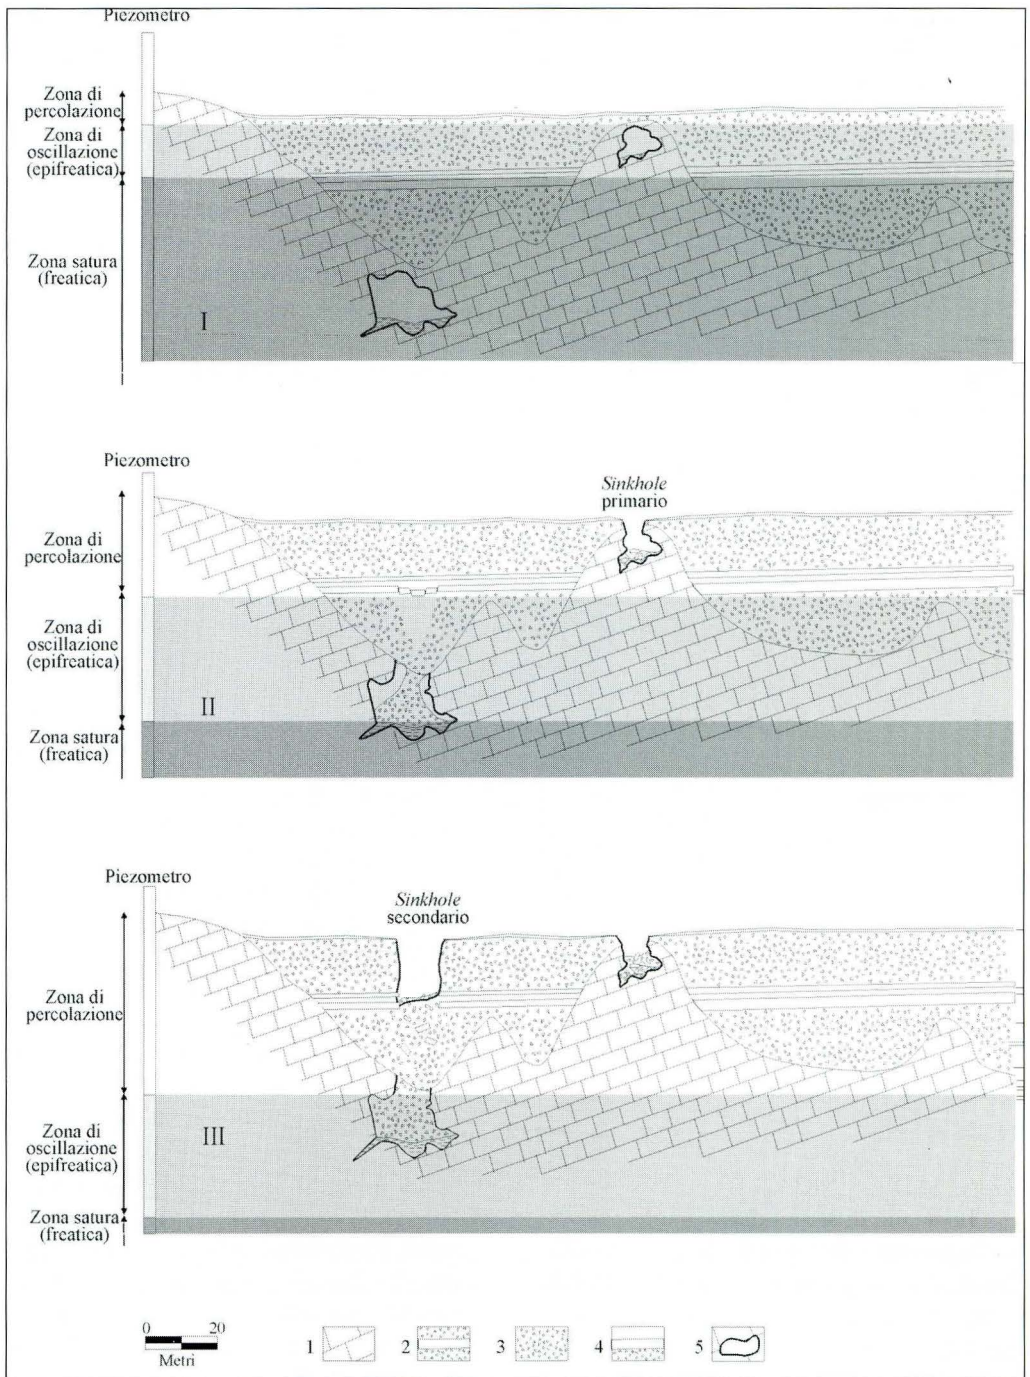 Piezometro
Zona di
percolazione
Zona di
oscillazione
(epifreatica)
Zona satura
(freatica)
I
Piezometro
Sinkhole
primario
Zona di
percolazione
Zona di
oscillazione
(epifreatica)
II
Zona satura
(freatica)
Piezometro
Sinkhole
secondario
Zona di
percolazione
III
Zona di
oscillazione
(epifreatica)
Zona satura
(freatica)
0 20
Metri
1 2 3 4 5